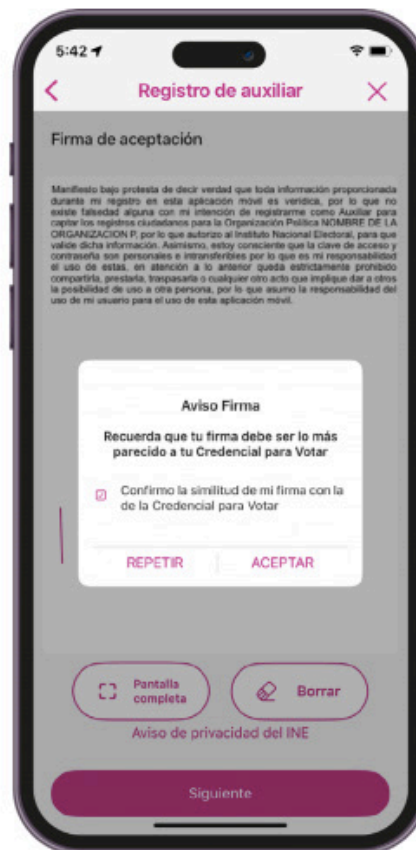 5:42
Registro de auxiliar
Firma de aceptación
Manifiesto bajo protesta de decir verdad que toda información proporcionada
durante mi registro en esta aplicación móvil es verídica, por lo que no
existe falsedad alguna con mi intención de registrarme como Auxiliar para
captar los registros ciudadanos para la Organización Política NOMBRE DE LA
ORGANIZACION P, por lo que autorizo al Instituto Nacional Electoral, para que
valide dicha información. Asimismo, estoy consciente que la clave de acceso y
contraseña son personales e intransferibles por lo que es mi responsabilidad
el uso de estas, en atención a lo anterior queda estrictamente prohibido
compartirla, prestarla, traspasarla o cualquier otro acto que implique dar a otros
la posibilidad de uso a otra persona, por lo que asumo la responsabilidad del
uso de mi usuario para el uso de esta aplicación móvil.
Aviso Firma
Recuerda que tu firma debe ser lo más
parecido a tu Credencial para Votar
Confirmo la similitud de mi firma con la
de la Credencial para Votar
REPETIR ACEPTAR
Pantalla
completa
Borrar
Aviso de privacidad del INE
Siguiente